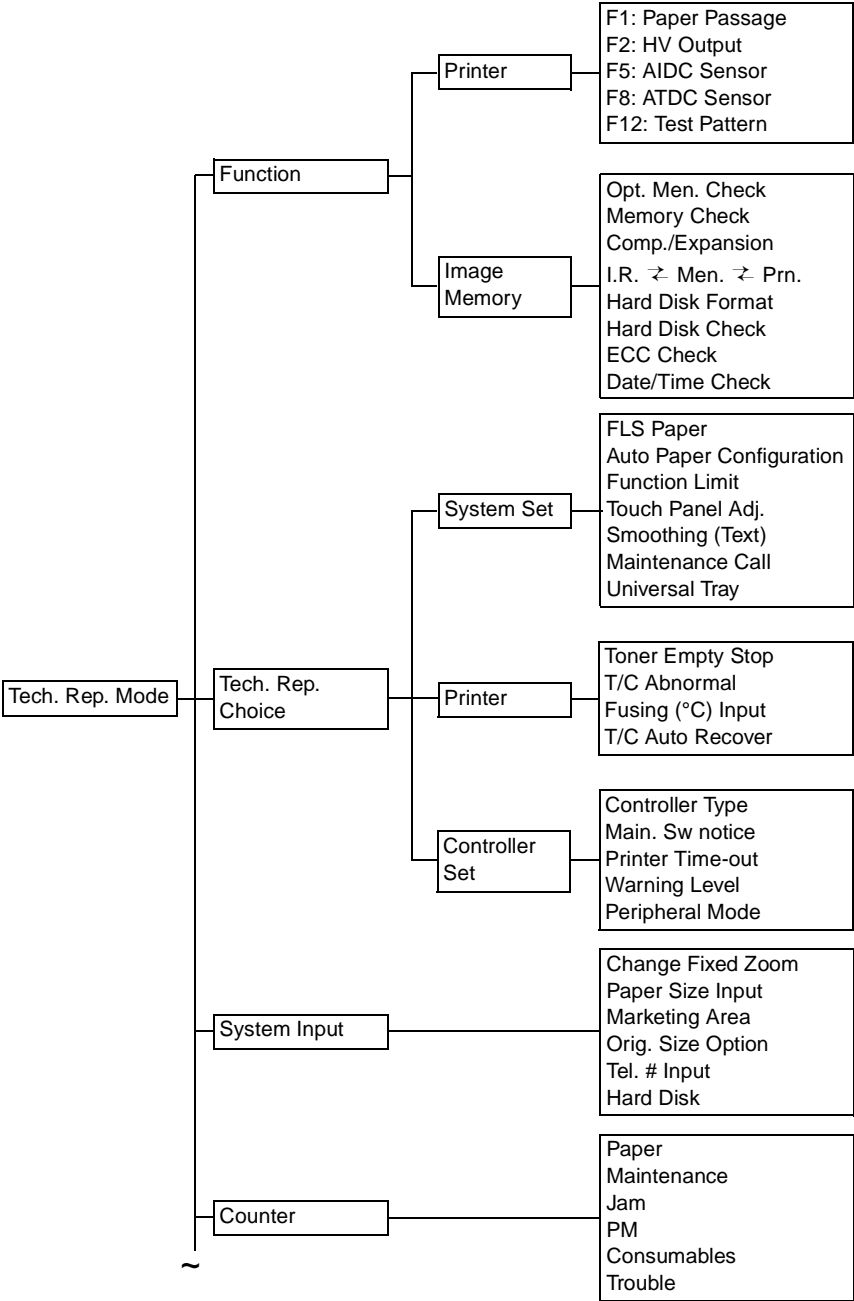 F1: Paper Passage
F2: HV Output
F5: AIDC Sensor
F8: ATDC Sensor
F12: Test Pattern
Printer
Function
Opt. Men. Check
Memory Check
Comp./Expansion
I.R. ⇄ Men. ⇄ Prn.
Hard Disk Format
Hard Disk Check
ECC Check
Date/Time Check
Image
Memory
FLS Paper
Auto Paper Configuration
Function Limit
Touch Panel Adj.
Smoothing (Text)
Maintenance Call
Universal Tray
System Set
Tech. Rep. Mode
Tech. Rep.
Choice
Printer
Toner Empty Stop
T/C Abnormal
Fusing (°C) Input
T/C Auto Recover
Controller
Set
Controller Type
Main. Sw notice
Printer Time-out
Warning Level
Peripheral Mode
System Input
Change Fixed Zoom
Paper Size Input
Marketing Area
Orig. Size Option
Tel. # Input
Hard Disk
Counter
Paper
Maintenance
Jam
PM
Consumables
Trouble
~